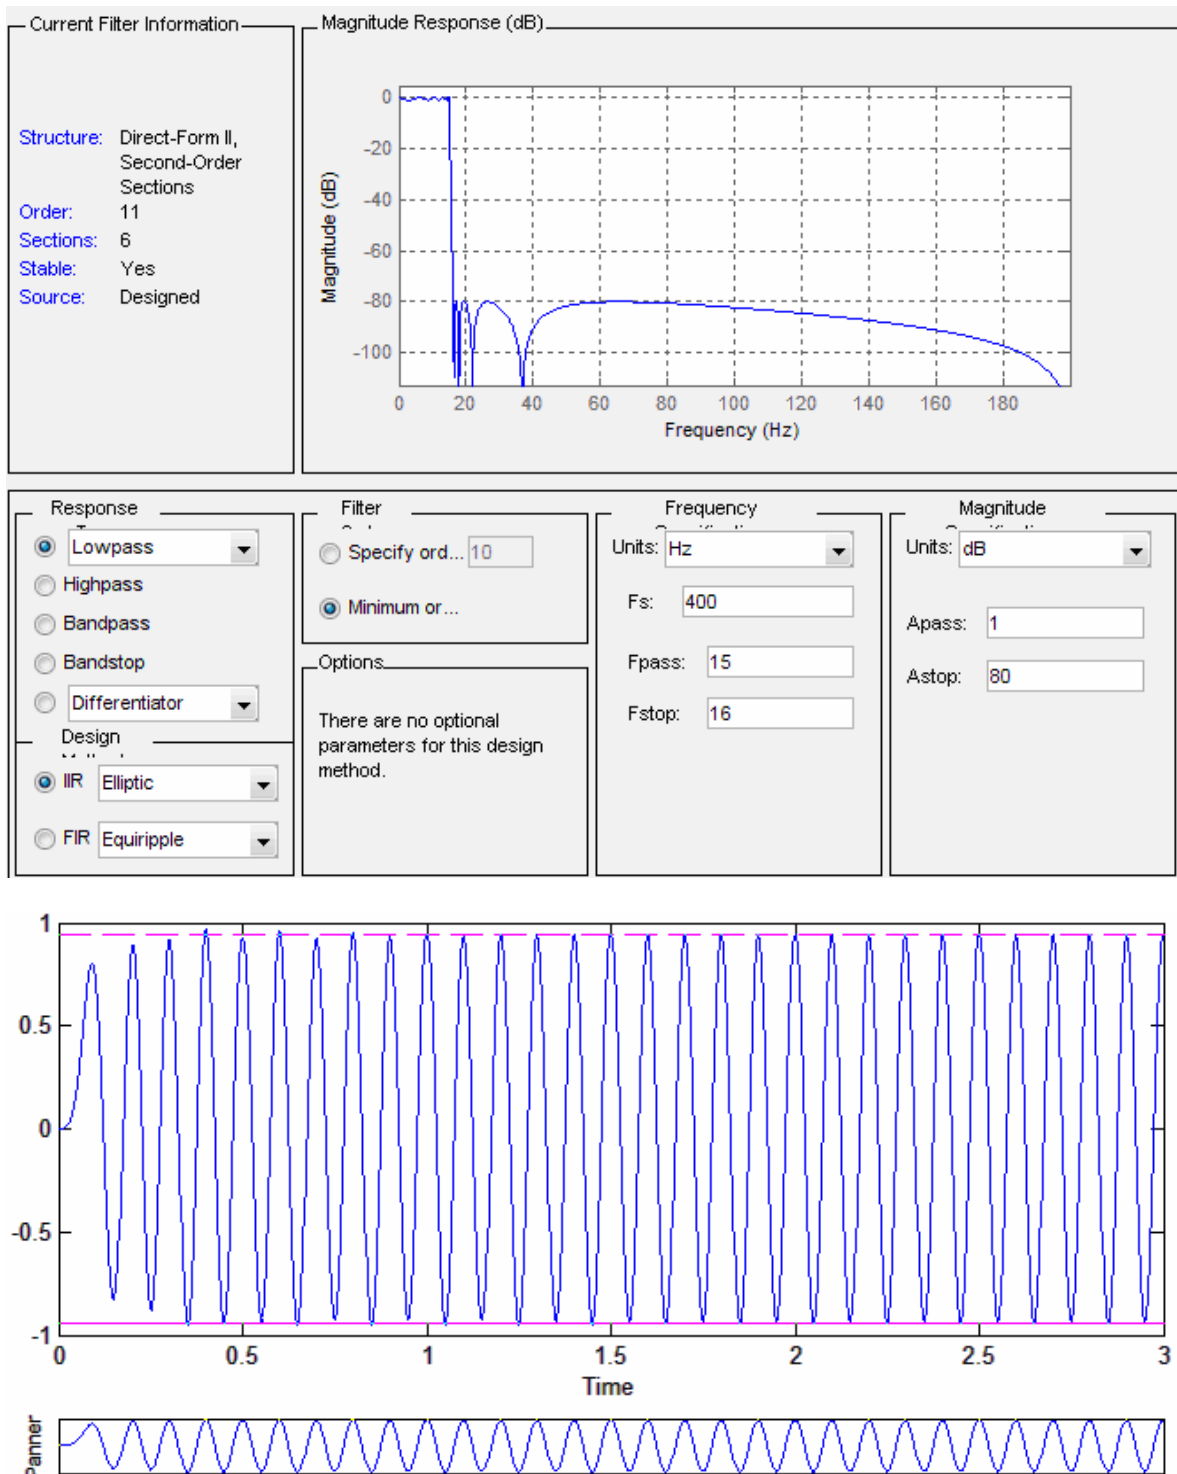 Current Filter Information
Structure: Direct-Form II,
Second-Order
Sections
Order: 11
Sections: 6
Stable: Yes
Source: Designed
Magnitude Response (dB)
Magnitude (dB)
0
-20
-40
-60
-80
-100
0 20 40 60 80 100 120 140 160 180
Frequency (Hz)
Response
Lowpass
Highpass
Bandpass
Bandstop
Differentiator
Design
IIR Elliptic
FIR Equiripple
Filter
Specify ord... 10
Minimum or...
Options
There are no optional
parameters for this design
method.
Frequency
Units: Hz
Fs: 400
Fpass: 15
Fstop: 16
Magnitude
Units: dB
Apass: 1
Astop: 80
1
0.5
0
-0.5
-1
0 0.5 1 1.5 2 2.5 3
Time
Panner